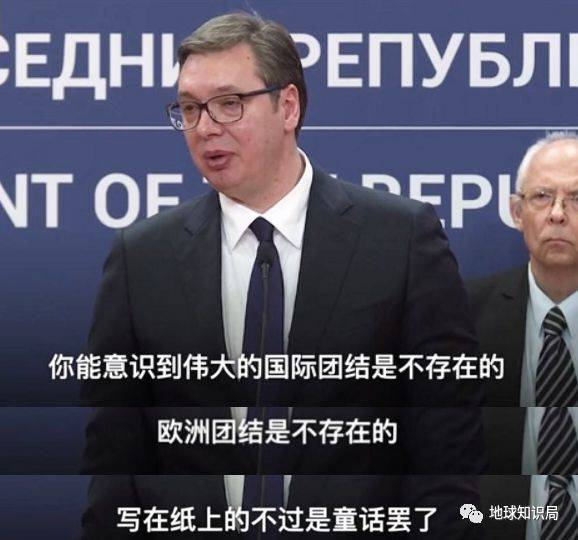 СЕДНИ РЕПУБЛ
NT OF REPU
你能意识到伟大的国际团结是不存在的
欧洲团结是不存在的
写在纸上的不过是童话罢了
地球知识局